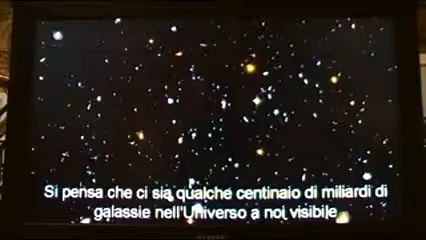 Si pensa che ci sia qualche centinaio di miliardi di
galassie nell'Universo a noi visibile